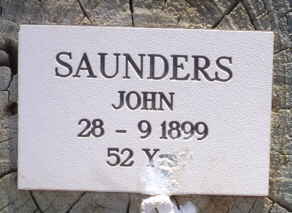 SAUNDERS
JOHN
28 - 9 1899
52